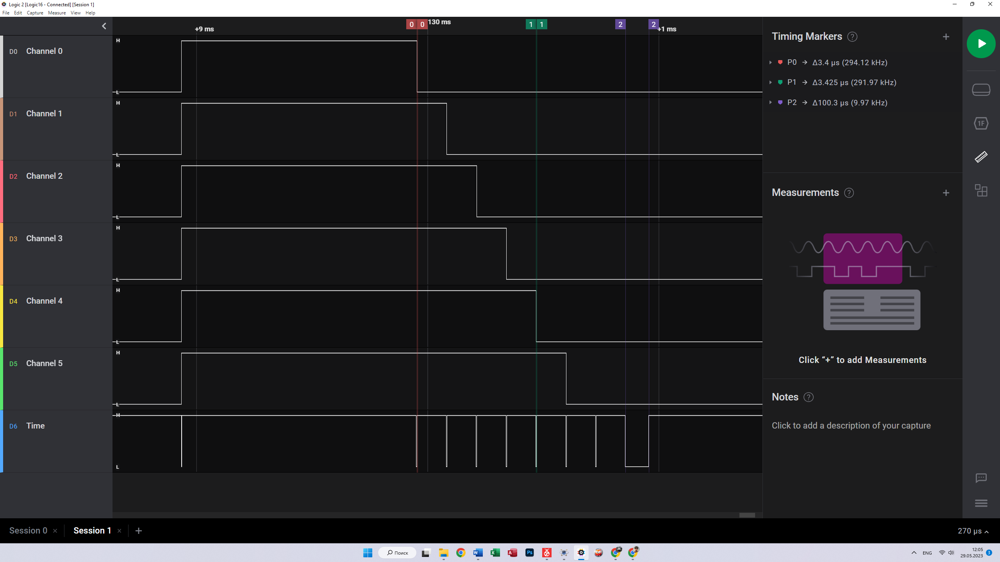 Logic 2 [Logic16 - Connected] [Session 1]
File Edit Capture Measure View Help
+9 ms 0 0 130 ms 1 1 2 2 +1 ms
D0 Channel 0 H L
D1 Channel 1 H L
D2 Channel 2 H L
D3 Channel 3 H L
D4 Channel 4 H L
D5 Channel 5 H L
D6 Time H L
Timing Markers ?
P0 → Δ3.4 µs (294.12 kHz)
P1 → Δ3.425 µs (291.97 kHz)
P2 → Δ100.3 µs (9.97 kHz)
Measurements ?
Click “+” to add Measurements
Notes ?
Click to add a description of your capture
1F
Session 0 Session 1 270 µs
Поиск
W X A Ps
ENG 12:05
29.05.2023 3